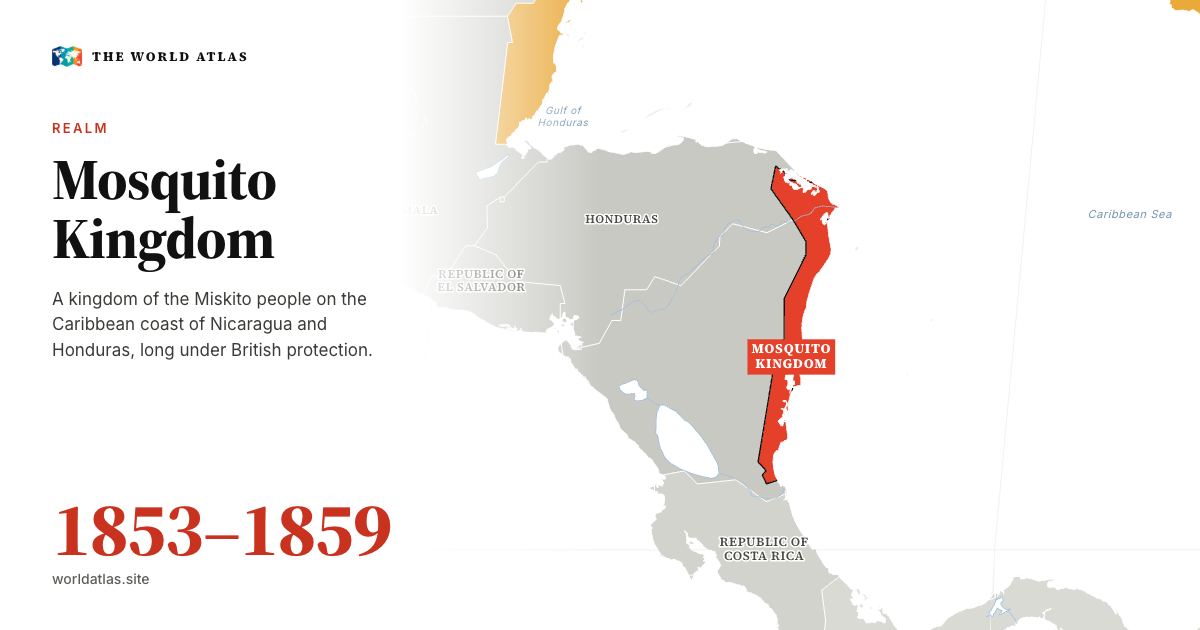 THE WORLD ATLAS
REALM
Mosquito
Kingdom
A kingdom of the Miskito people on the
Caribbean coast of Nicaragua and
Honduras, long under British protection.
1853–1859
worldatlas.site
Gulf of
Honduras
Caribbean Sea
HONDURAS
ALA
REPUBLIC OF
EL SALVADOR
MOSQUITO
KINGDOM
REPUBLIC OF
COSTA RICA